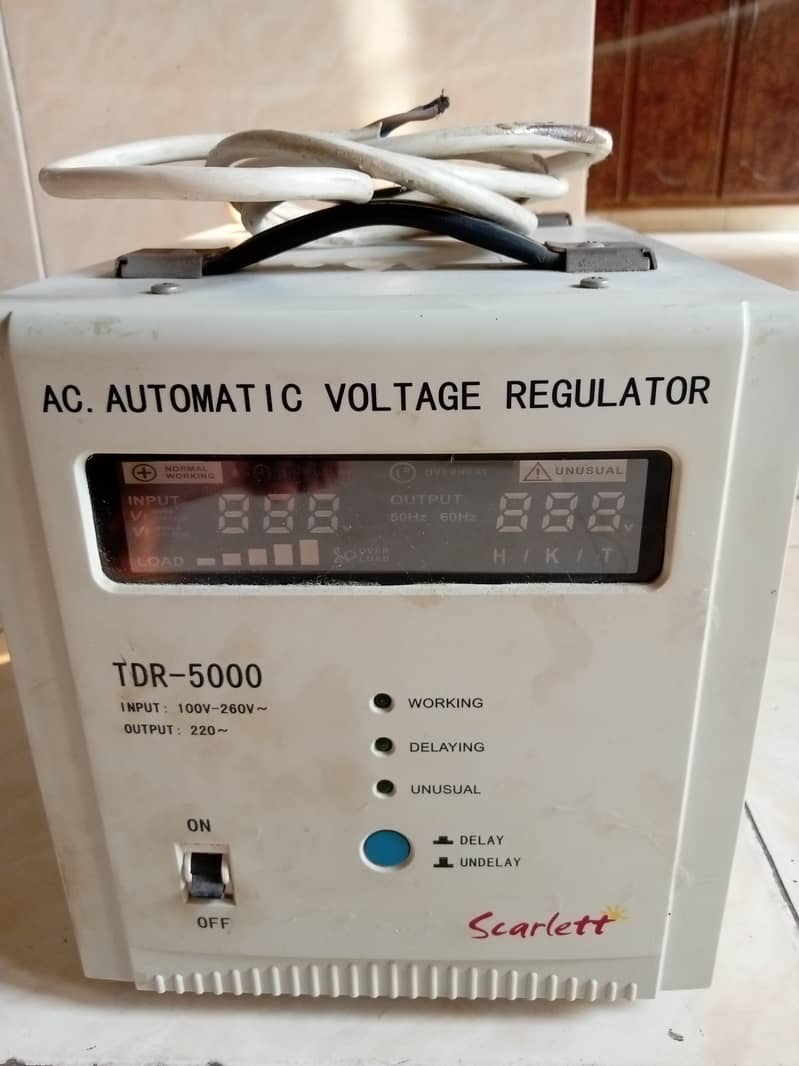 AC. AUTOMATIC VOLTAGE REGULATOR
NORMAL WORKING
OVERHEAT
UNUSUAL
INPUT
888 V
OUTPUT
50Hz 60Hz
888 V
LOAD
OVER LOAD
H / K / T
TDR-5000
INPUT: 100V-260V~
OUTPUT: 220~
WORKING
DELAYING
UNUSUAL
ON
OFF
DELAY
UNDELAY
Scarlett